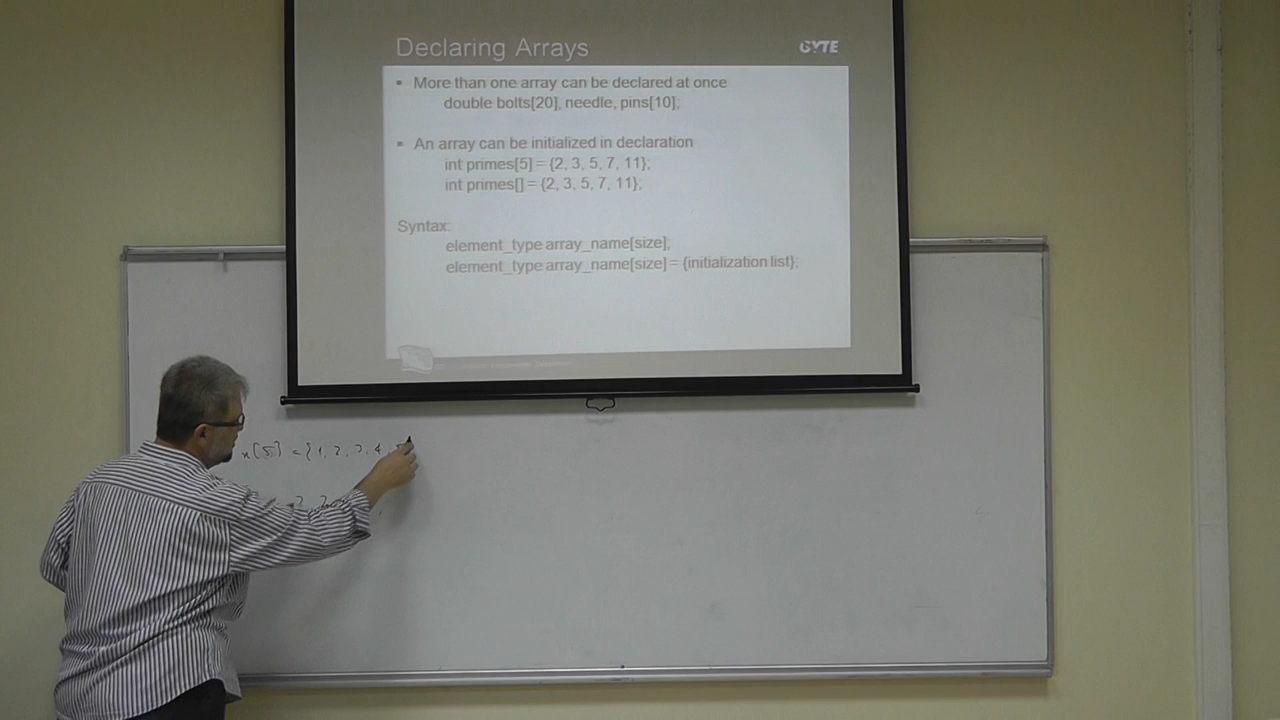 Declaring Arrays
GYTE
▪ More than one array can be declared at once
double bolts[20], needle, pins[10];
▪ An array can be initialized in declaration
int primes[5] = {2, 3, 5, 7, 11};
int primes[] = {2, 3, 5, 7, 11};
Syntax:
element_type array_name[size];
element_type array_name[size] = {initialization list};
x[5] = {1, 2, 3, 4, 5